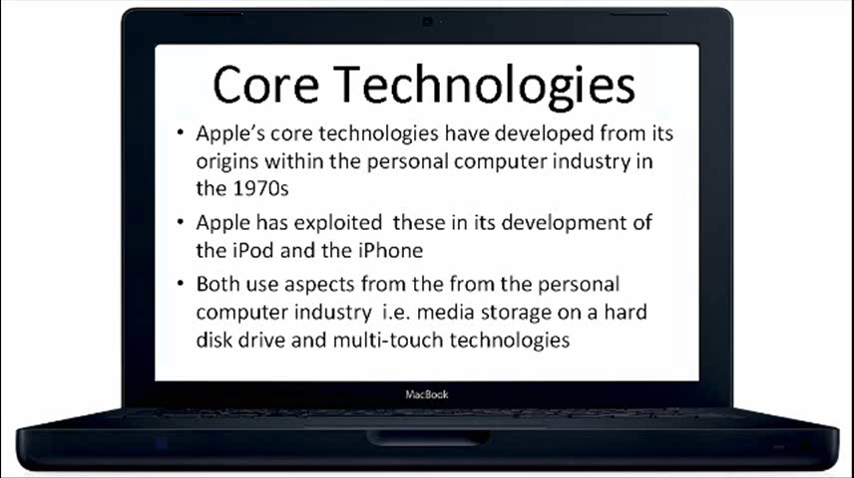 Core Technologies
• Apple's core technologies have developed from its
origins within the personal computer industry in
the 1970s
• Apple has exploited  these in its development of
the iPod and the iPhone
• Both use aspects from the from the personal
computer industry  i.e. media storage on a hard
disk drive and multi-touch technologies
MacBook